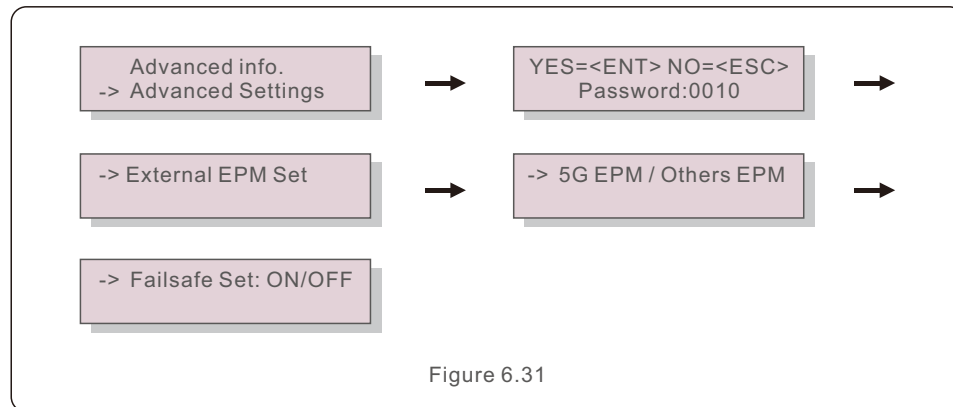 Advanced info.
-> Advanced Settings
YES=<ENT> NO=<ESC>
Password:0010
-> External EPM Set
-> 5G EPM / Others EPM
-> Failsafe Set: ON/OFF
Figure 6.31